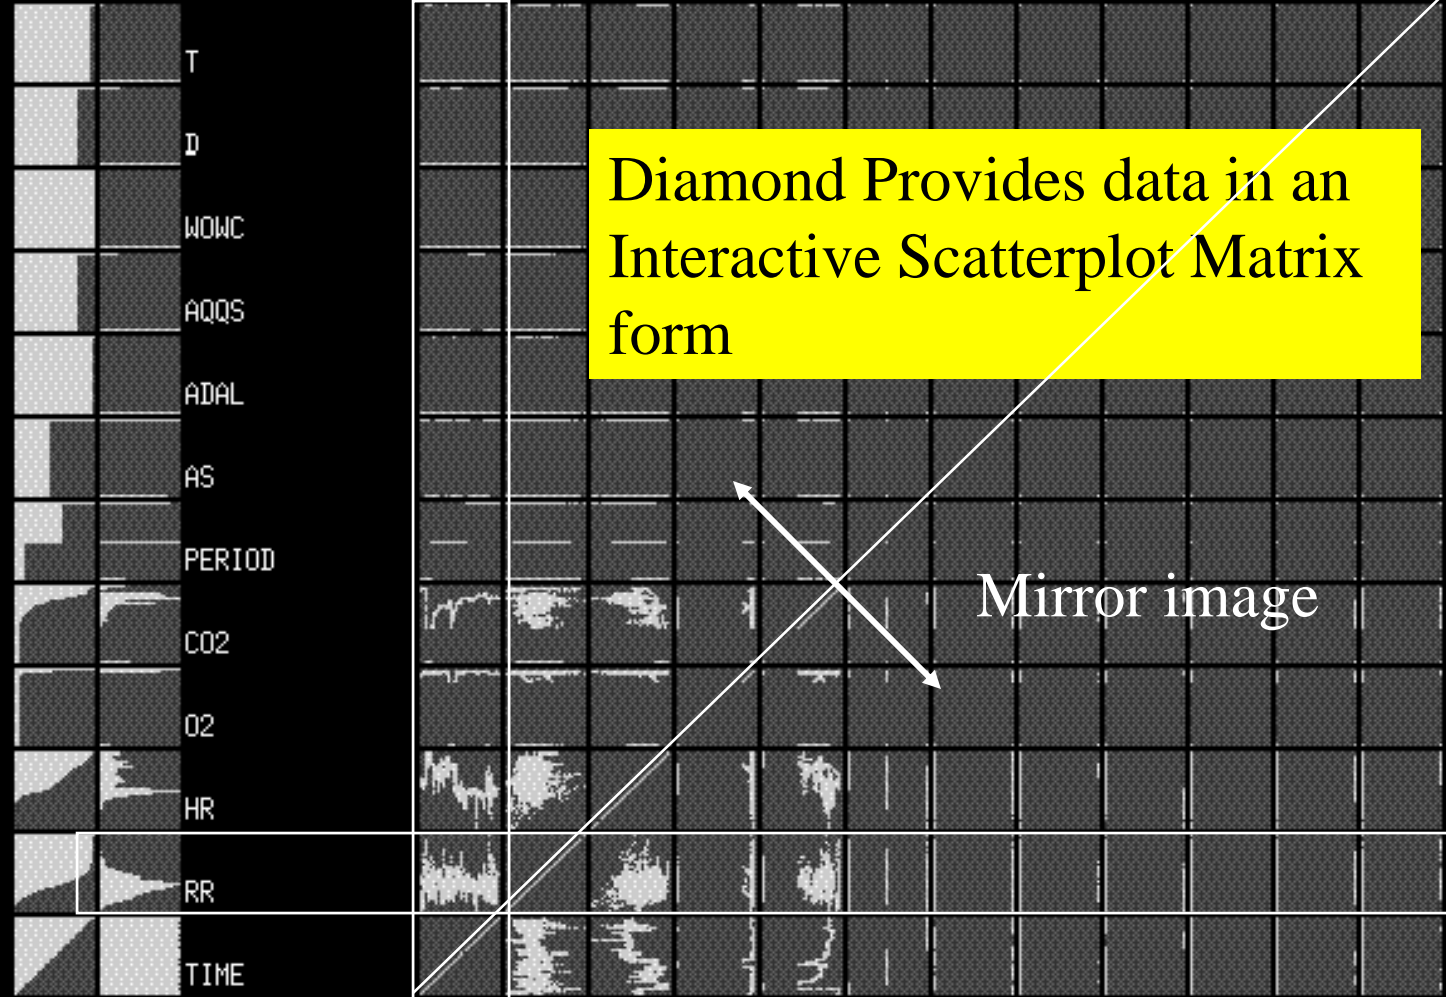 T
D
WOWC
AQQS
ADAL
AS
PERIOD
CO2
O2
HR
RR
TIME
Diamond Provides data in an
Interactive Scatterplot Matrix
form
Mirror image